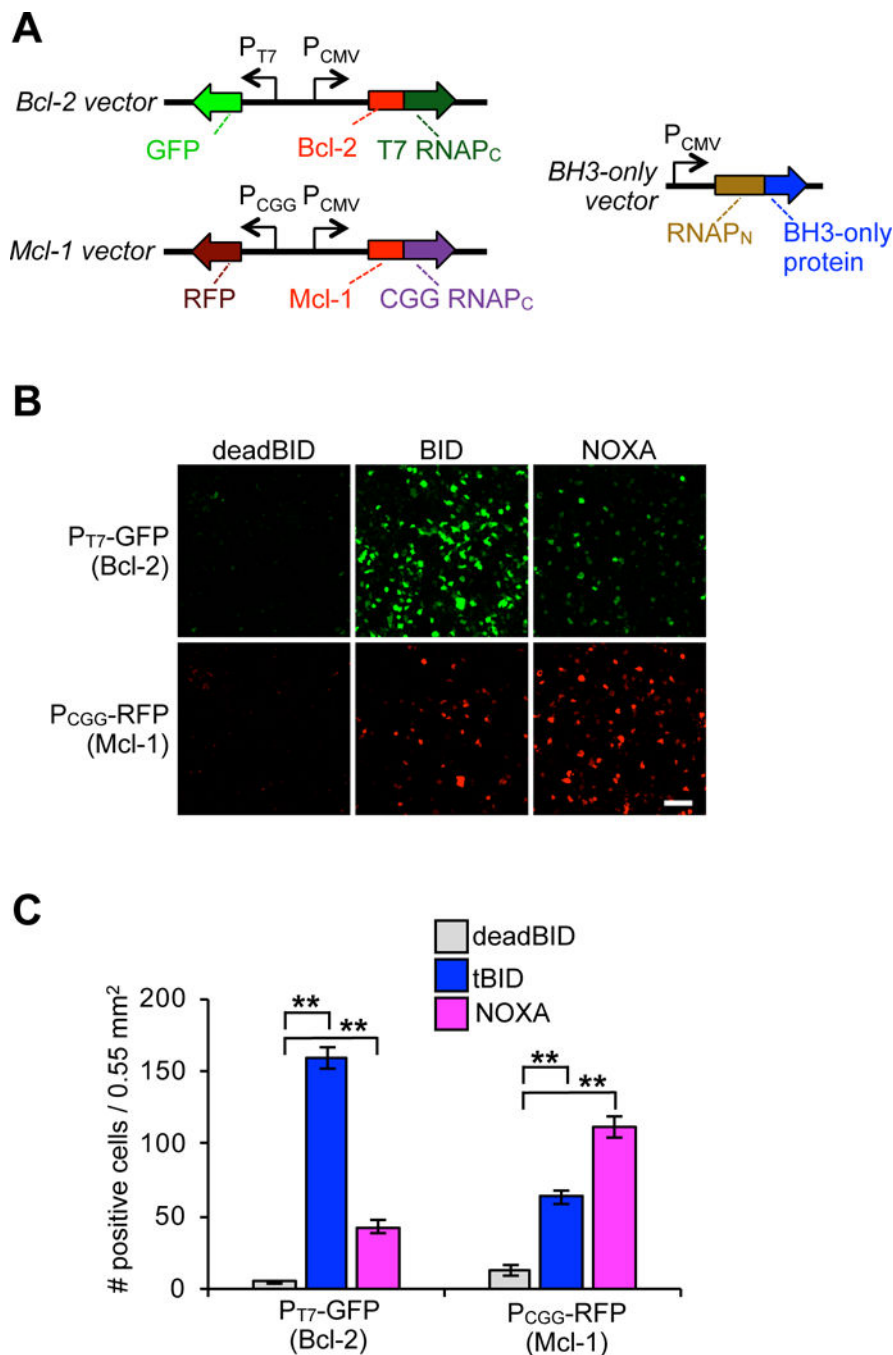 A
PT7 PCMV
Bcl-2 vector
GFP Bcl-2 T7 RNAPC
PCGG PCMV
Mcl-1 vector
RFP Mcl-1 CGG RNAPC
PCMV
BH3-only
vector
RNAPN BH3-only
protein
B
deadBID BID NOXA
PT7-GFP
(Bcl-2)
PCGG-RFP
(Mcl-1)
C
deadBID
tBID
NOXA
# positive cells / 0.55 mm2
200
150
100
50
0
** **
** **
PT7-GFP
(Bcl-2)
PCGG-RFP
(Mcl-1)